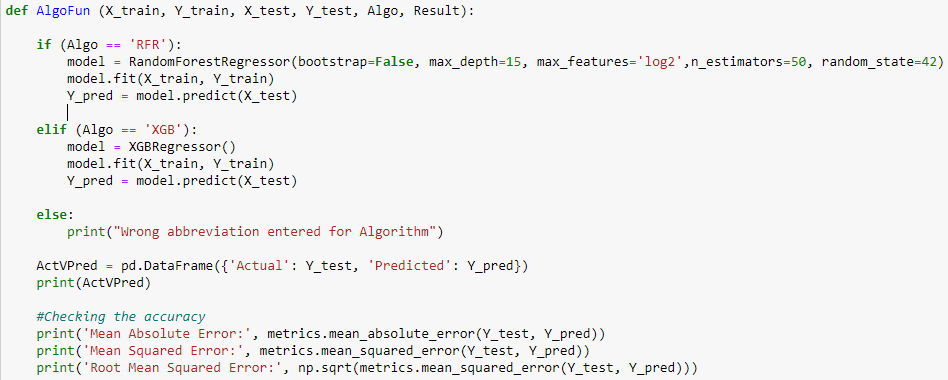 def AlgoFun (X_train, Y_train, X_test, Y_test, Algo, Result):
if (Algo == 'RFR'):
model = RandomForestRegressor(bootstrap=False, max_depth=15, max_features='log2',n_estimators=50, random_state=42)
model.fit(X_train, Y_train)
Y_pred = model.predict(X_test)
elif (Algo == 'XGB'):
model = XGBRegressor()
model.fit(X_train, Y_train)
Y_pred = model.predict(X_test)
else:
print("Wrong abbreviation entered for Algorithm")
ActVPred = pd.DataFrame({'Actual': Y_test, 'Predicted': Y_pred})
print(ActVPred)
#Checking the accuracy
print('Mean Absolute Error:', metrics.mean_absolute_error(Y_test, Y_pred))
print('Mean Squared Error:', metrics.mean_squared_error(Y_test, Y_pred))
print('Root Mean Squared Error:', np.sqrt(metrics.mean_squared_error(Y_test, Y_pred)))